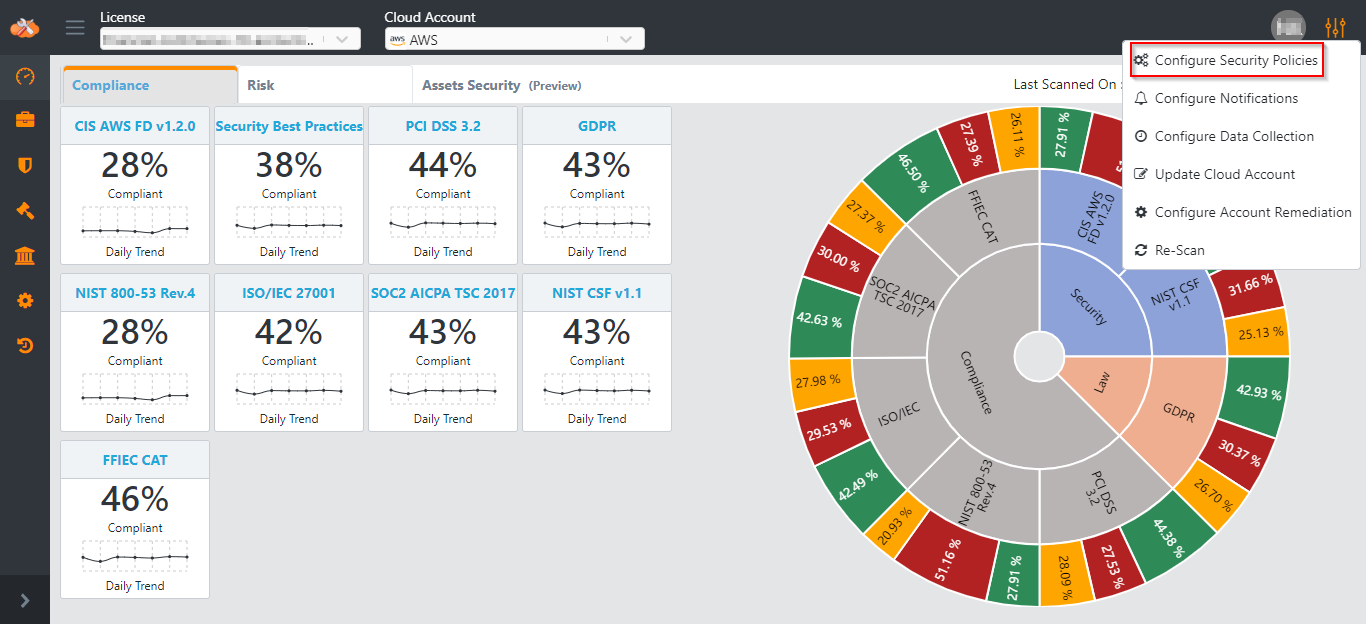 License
Cloud Account
aws AWS
Configure Security Policies
Configure Notifications
Configure Data Collection
Update Cloud Account
Configure Account Remediation
Re-Scan
Compliance
Risk
Assets Security (Preview)
Last Scanned On :
CIS AWS FD v1.2.0
28%
Compliant
Daily Trend
Security Best Practices
38%
Compliant
Daily Trend
PCI DSS 3.2
44%
Compliant
Daily Trend
GDPR
43%
Compliant
Daily Trend
NIST 800-53 Rev.4
28%
Compliant
Daily Trend
ISO/IEC 27001
42%
Compliant
Daily Trend
SOC2 AICPA TSC 2017
43%
Compliant
Daily Trend
NIST CSF v1.1
43%
Compliant
Daily Trend
FFIEC CAT
46%
Compliant
Daily Trend
Security
Law
Compliance
CIS AWS
FD v1.2.0
NIST CSF
v1.1
GDPR
PCI DSS
3.2
NIST 800-53
Rev.4
ISO/IEC
SOC2 AICPA
TSC 2017
FFIEC CAT
27.91 %
31.66 %
25.13 %
42.93 %
30.37 %
26.70 %
44.38 %
27.53 %
28.09 %
27.91 %
51.16 %
20.93 %
42.49 %
29.53 %
27.98 %
42.63 %
30.00 %
27.37 %
46.50 %
27.39 %
26.11 %